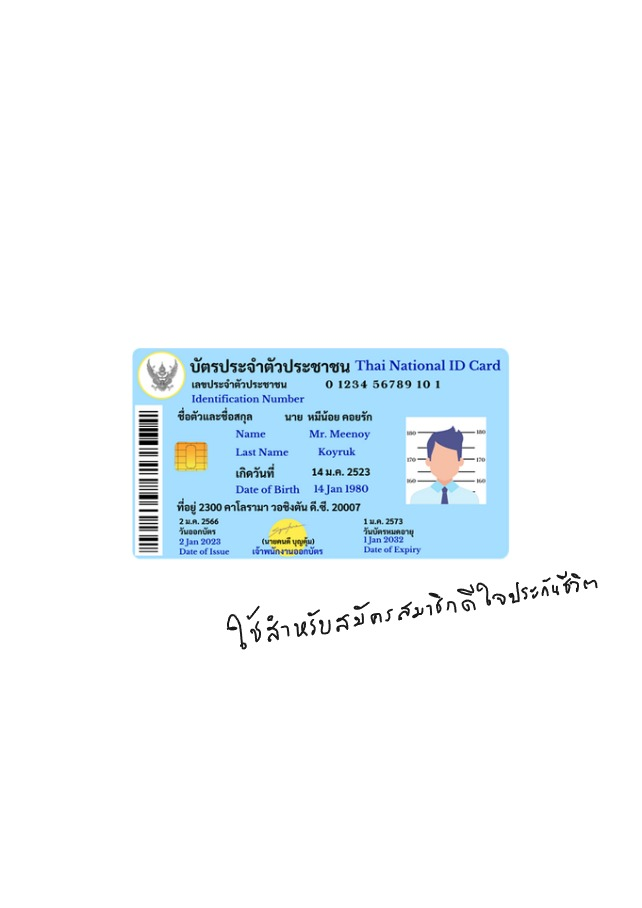 บัตรประจำตัวประชาชน Thai National ID Card
เลขประจำตัวประชาชน 0 1234 56789 10 1
Identification Number
ชื่อตัวและชื่อสกุล นาย หมีน้อย คอยรัก
Name Mr. Meenoy
Last Name Koyruk
เกิดวันที่ 14 ม.ค. 2523
Date of Birth 14 Jan 1980
180 180
170 170
160 160
ที่อยู่ 2300 คาโลรามา วอชิงตัน ดี.ซี. 20007
2 ม.ค. 2566 1 ม.ค. 2573
วันออกบัตร วันบัตรหมดอายุ
2 Jan 2023 (นายคนดี บุญคุ้ม) 1 Jan 2032
Date of Issue เจ้าพนักงานออกบัตร Date of Expiry
ใช้สำหรับสมัครสมาชิกดีใจประกันชีวิต